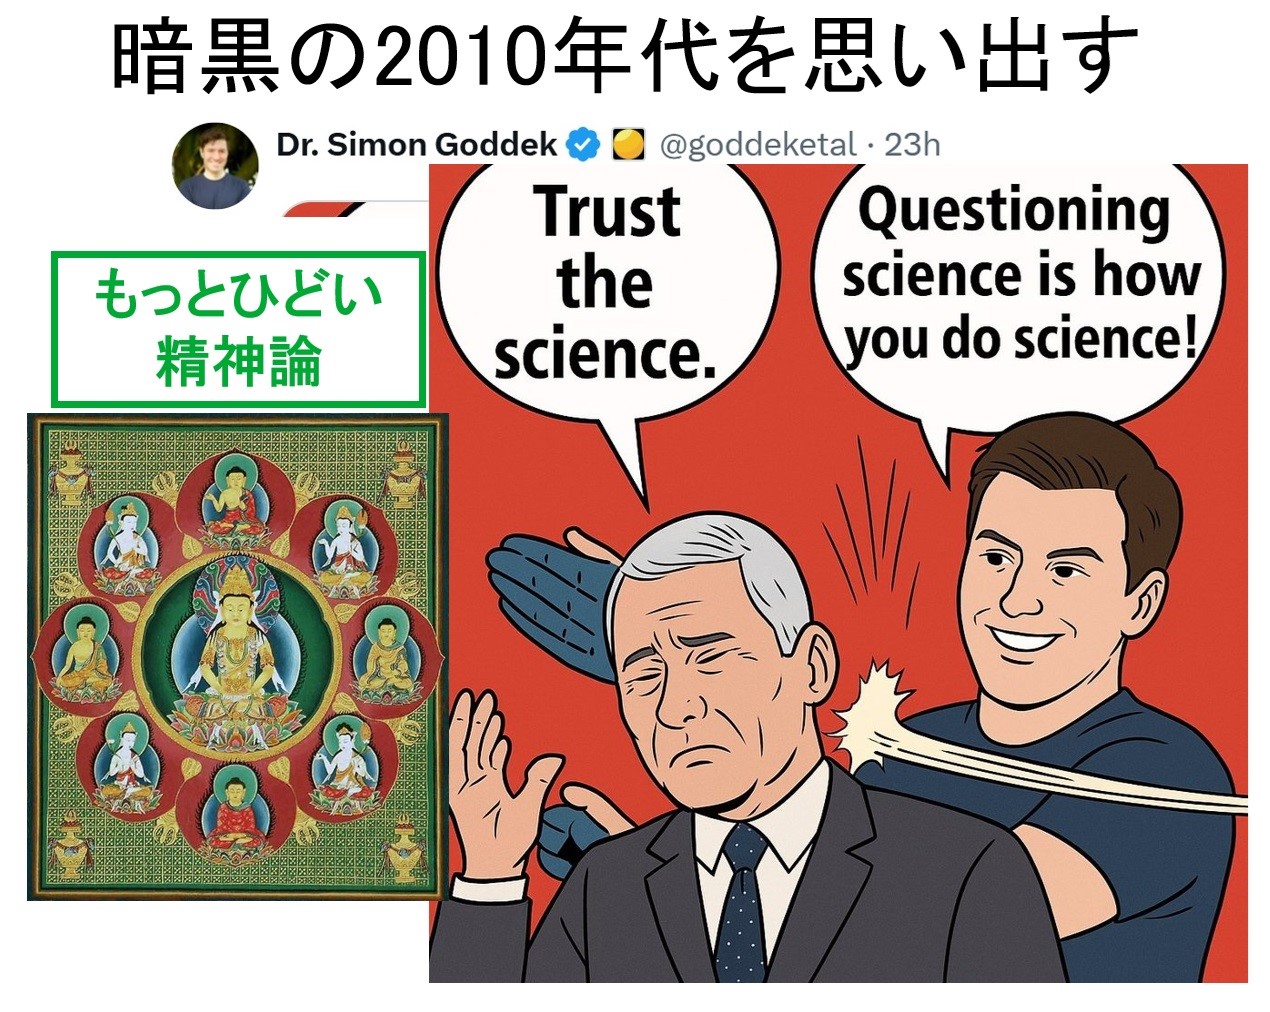 暗黒の2010年代を思い出す
Dr. Simon Goddek @goddeketal · 23h
もっとひどい
精神論
Trust
the
science.
Questioning
science is how
you do science!